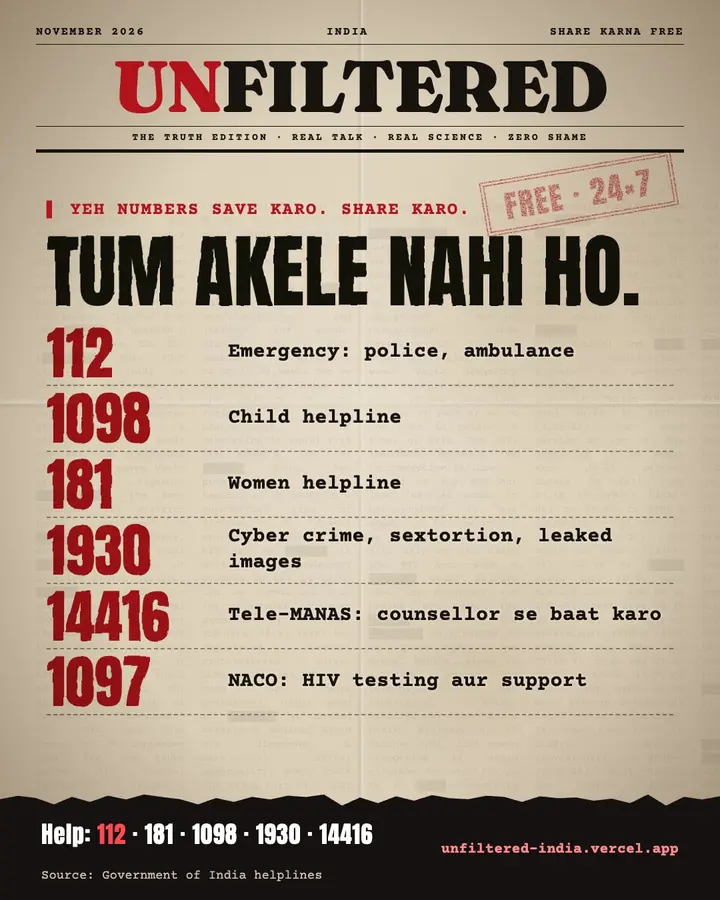 NOVEMBER 2026
INDIA
SHARE KARNA FREE
UNFILTERED
THE TRUTH EDITION · REAL TALK · REAL SCIENCE · ZERO SHAME
FREE · 24×7
YEH NUMBERS SAVE KARO. SHARE KARO.
TUM AKELE NAHI HO.
112 Emergency: police, ambulance
1098 Child helpline
181 Women helpline
1930 Cyber crime, sextortion, leaked
images
14416 Tele-MANAS: counsellor se baat karo
1097 NACO: HIV testing aur support
Help: 112 · 181 · 1098 · 1930 · 14416
unfiltered-india.vercel.app
Source: Government of India helplines